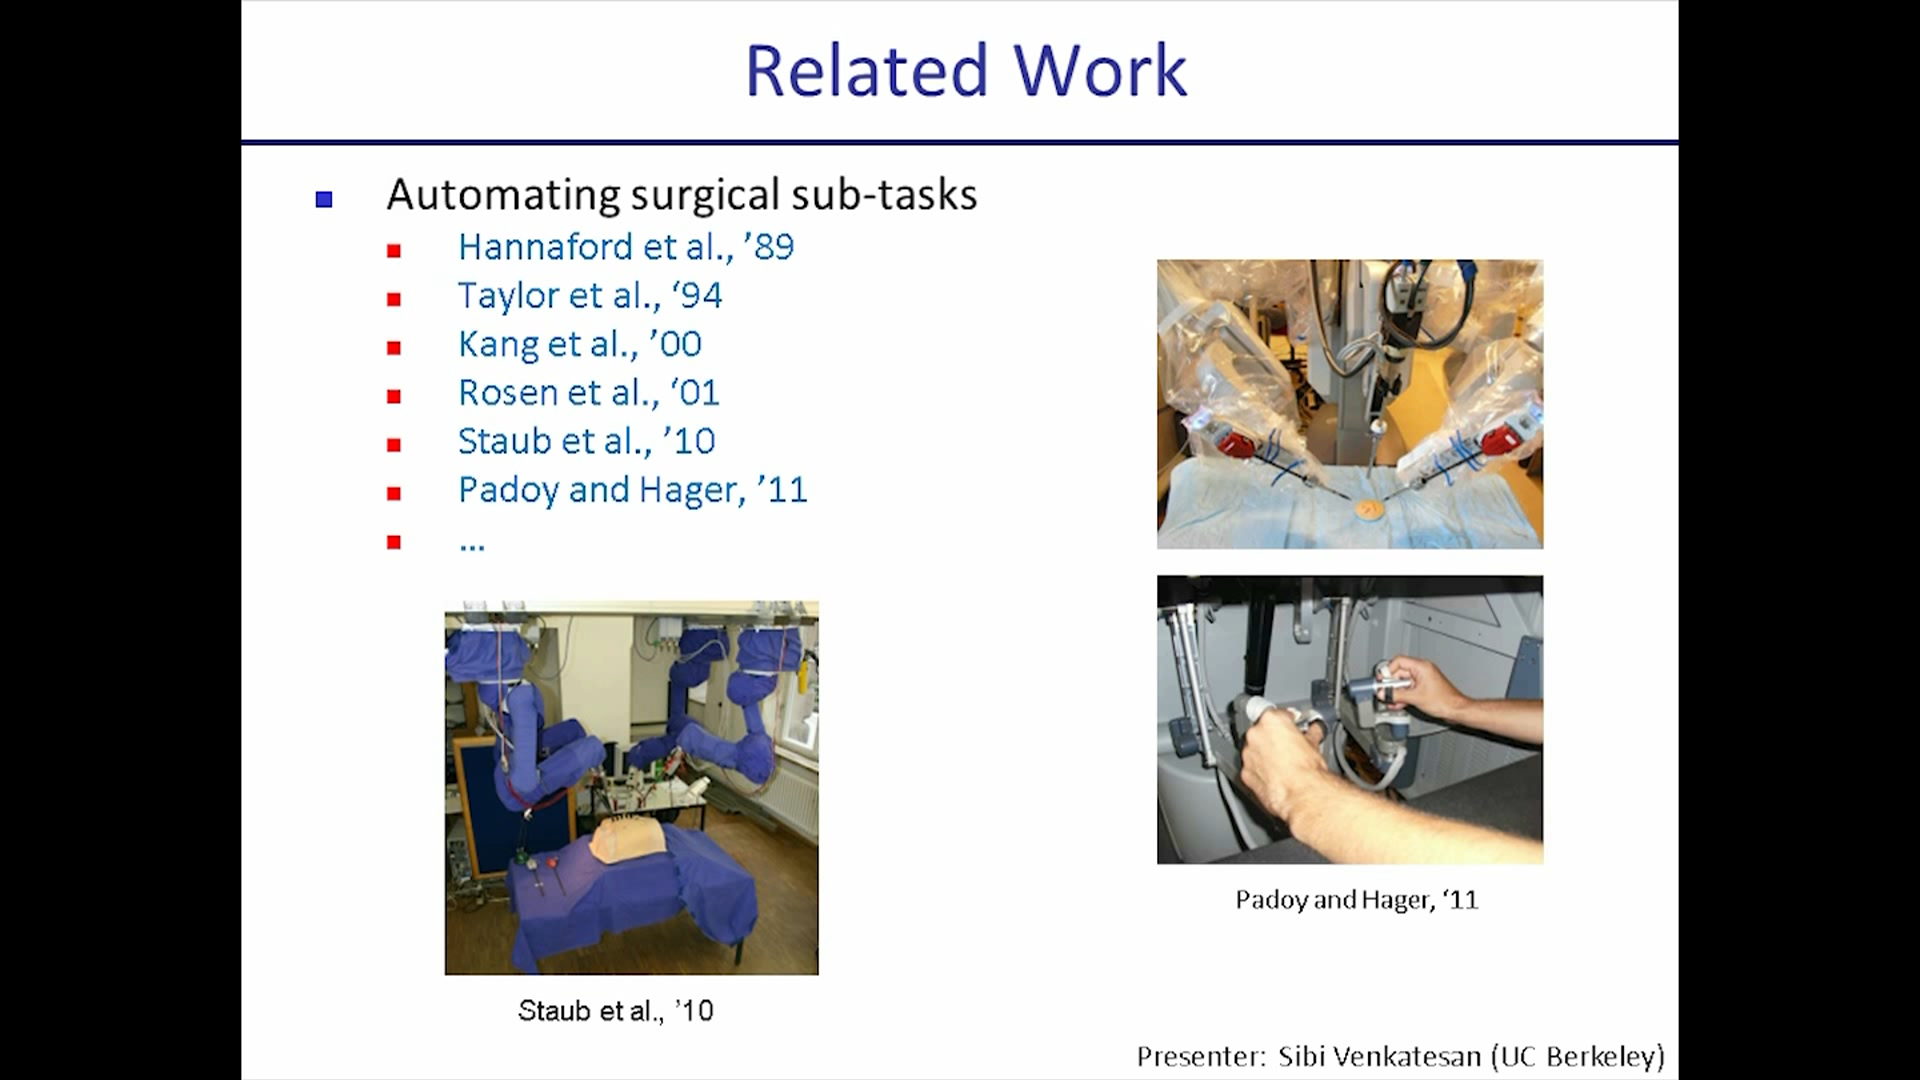 Related Work
Automating surgical sub-tasks
Hannaford et al., ’89
Taylor et al., ‘94
Kang et al., ’00
Rosen et al., ‘01
Staub et al., ’10
Padoy and Hager, ’11
...
Padoy and Hager, ‘11
Staub et al., ’10
Presenter: Sibi Venkatesan (UC Berkeley)